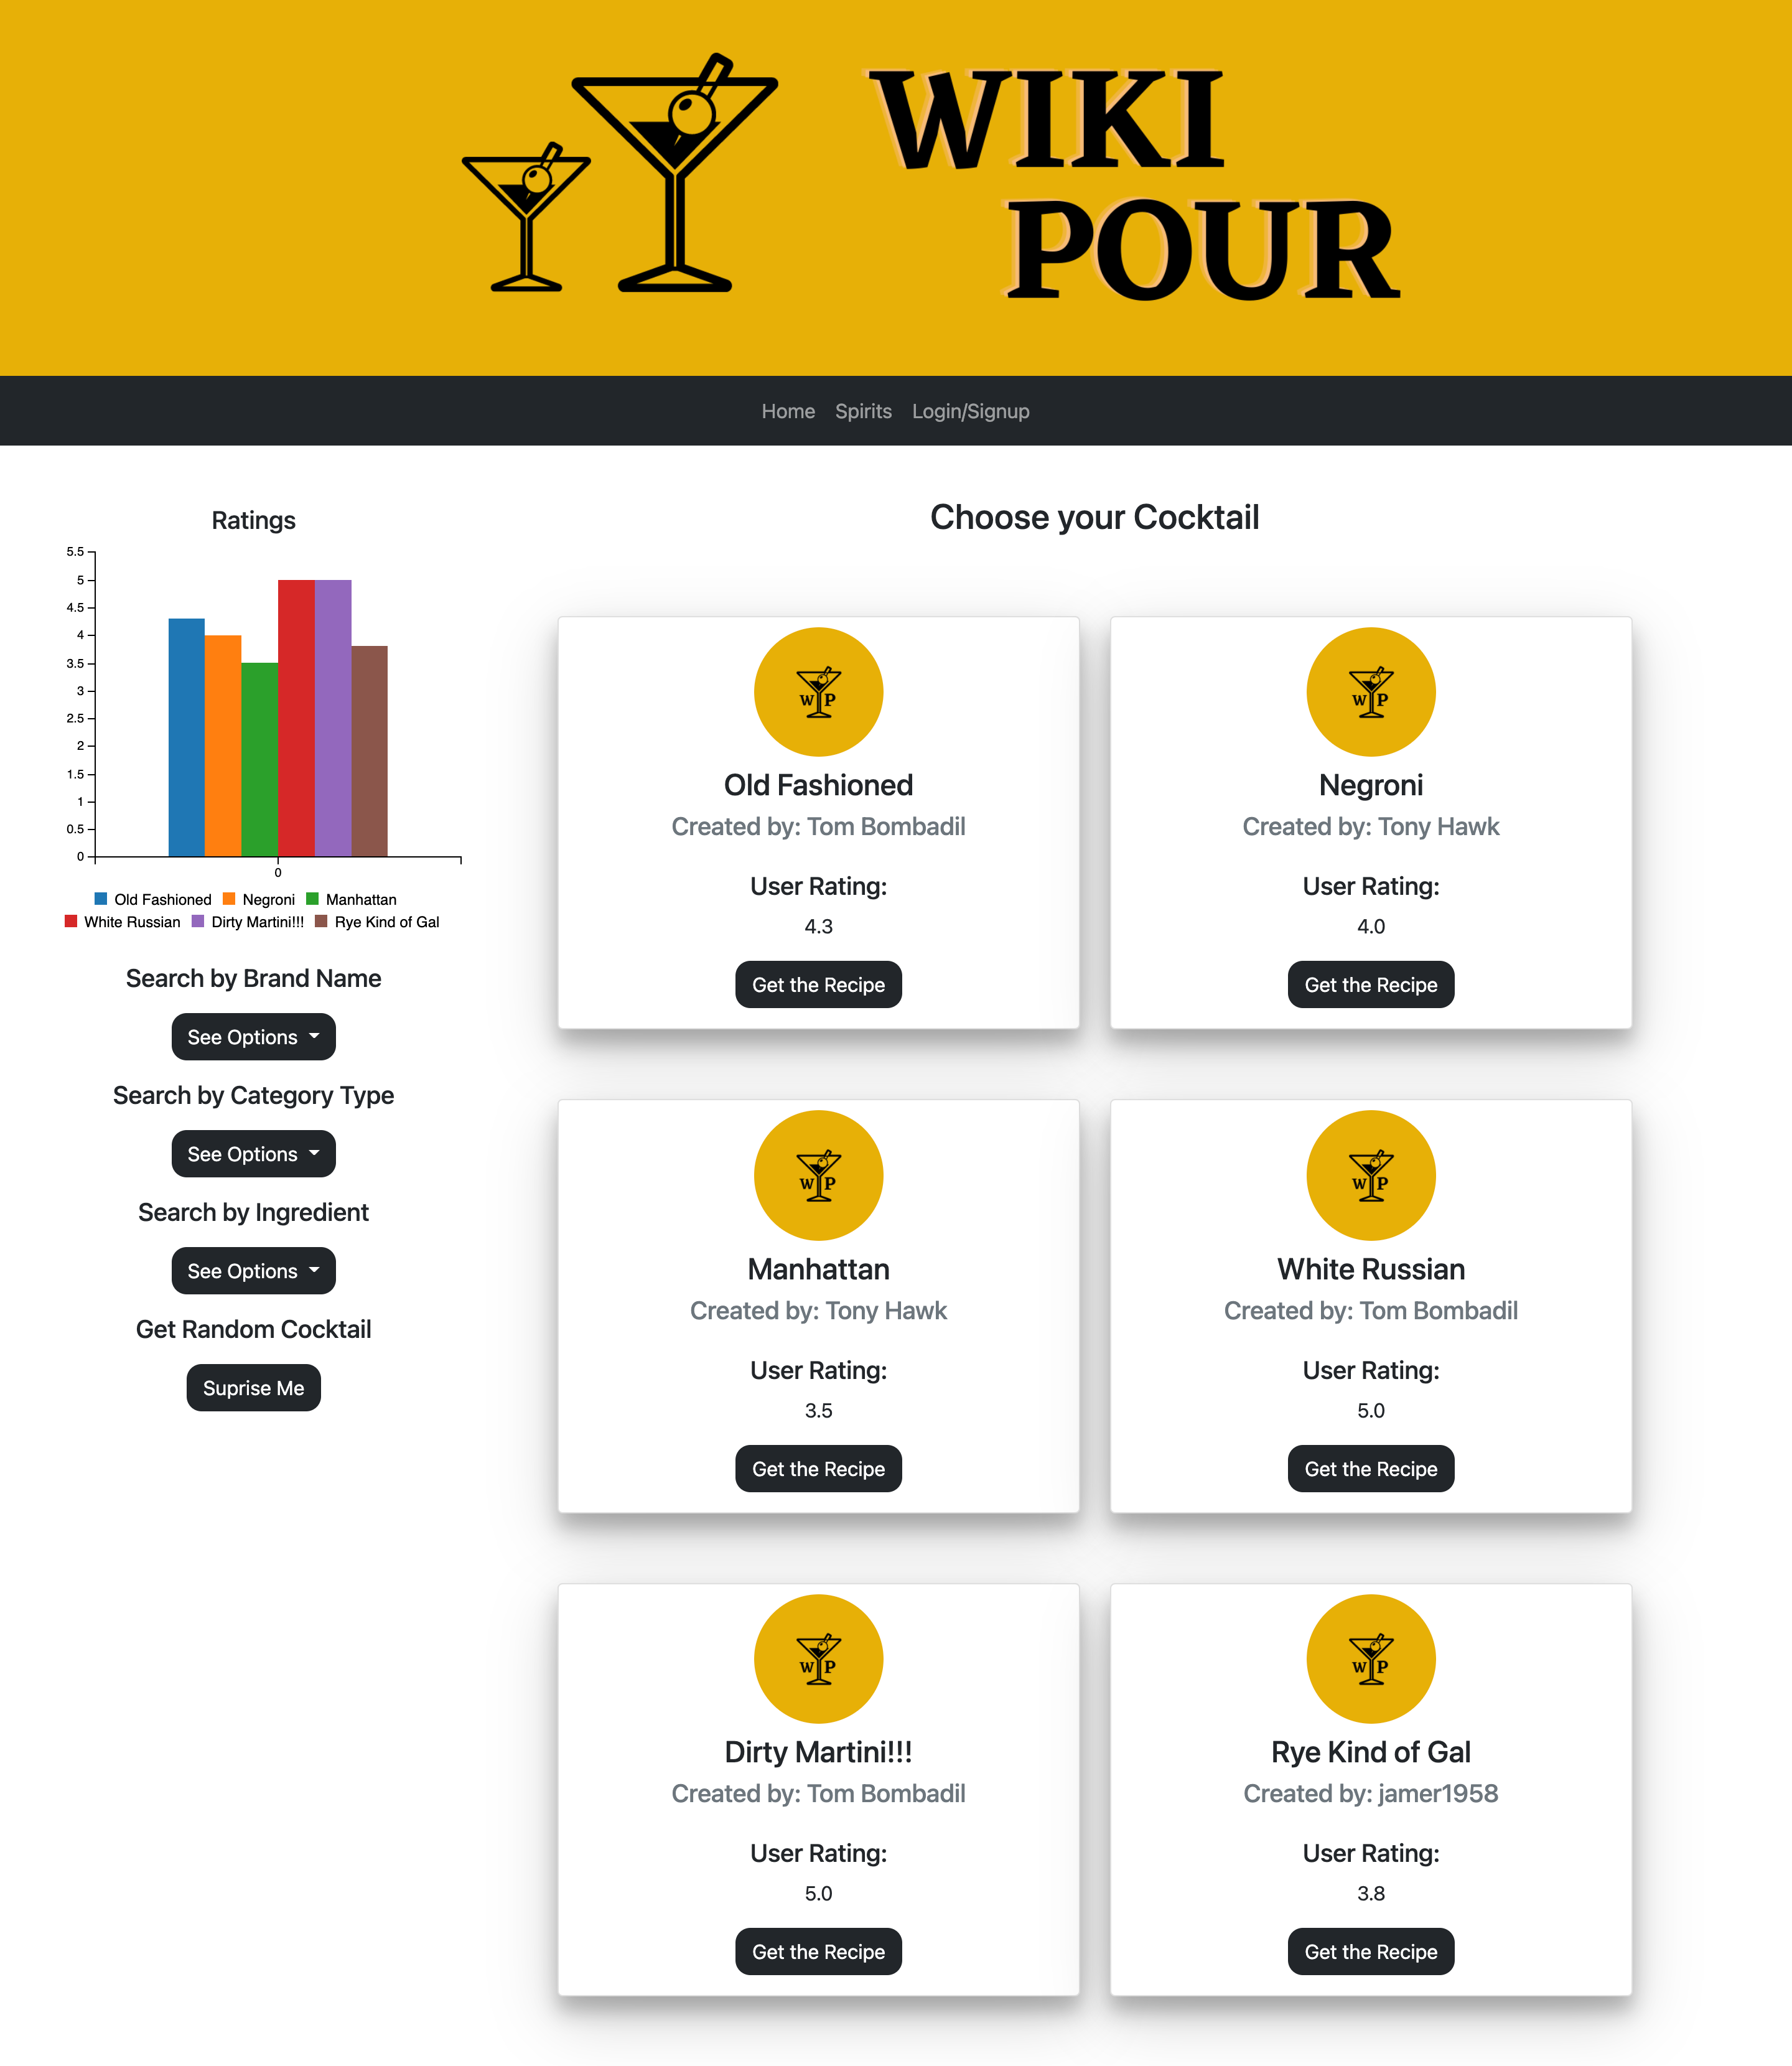 WIKI
POUR
Home Spirits Login/Signup
Ratings
5.5
5
4.5
4
3.5
3
2.5
2
1.5
1
0.5
0
0
Old Fashioned Negroni Manhattan
White Russian Dirty Martini!!! Rye Kind of Gal
Search by Brand Name
See Options
Search by Category Type
See Options
Search by Ingredient
See Options
Get Random Cocktail
Suprise Me
Choose your Cocktail
W P
Old Fashioned
Created by: Tom Bombadil
User Rating:
4.3
Get the Recipe
W P
Negroni
Created by: Tony Hawk
User Rating:
4.0
Get the Recipe
W P
Manhattan
Created by: Tony Hawk
User Rating:
3.5
Get the Recipe
W P
White Russian
Created by: Tom Bombadil
User Rating:
5.0
Get the Recipe
W P
Dirty Martini!!!
Created by: Tom Bombadil
User Rating:
5.0
Get the Recipe
W P
Rye Kind of Gal
Created by: jamer1958
User Rating:
3.8
Get the Recipe